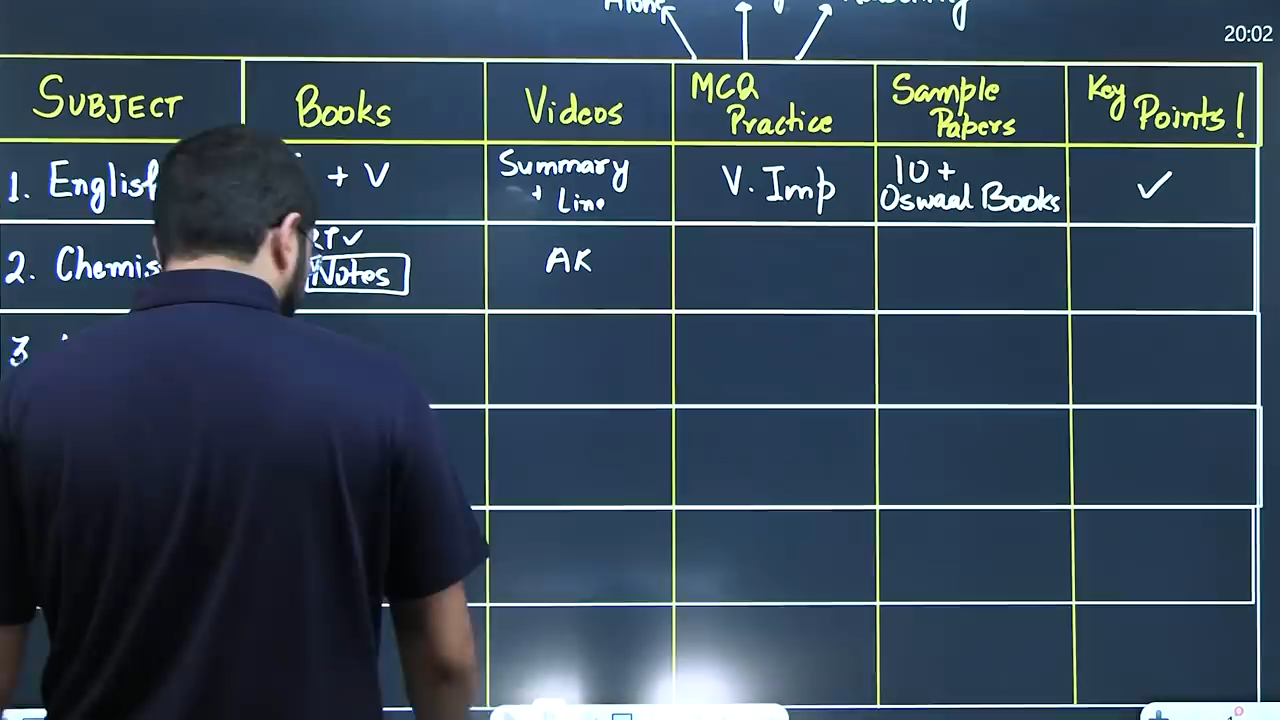 20:02
SUBJECT
Books
Videos
MCQ
Practice
Sample
Papers
Key
Points!
1. English
+ V
Summary
+ Line
V. Imp
10+
Oswaal Books
✓
2. Chemis
✓
Notes
AK
3